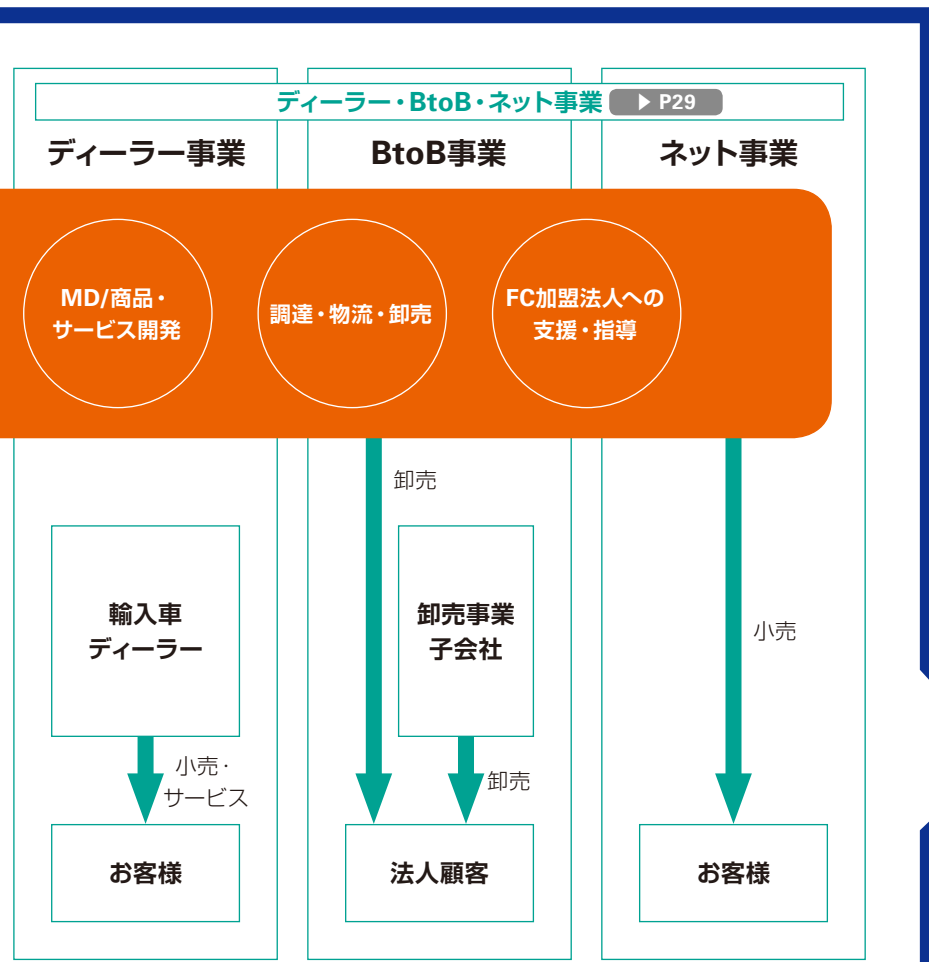 ディーラー・BtoB・ネット事業 ▶ P29
ディーラー事業
BtoB事業
ネット事業
MD/商品・
サービス開発
調達・物流・卸売
FC加盟法人への
支援・指導
卸売
輸入車
ディーラー
卸売事業
子会社
小売
小売・
サービス
卸売
お客様
法人顧客
お客様